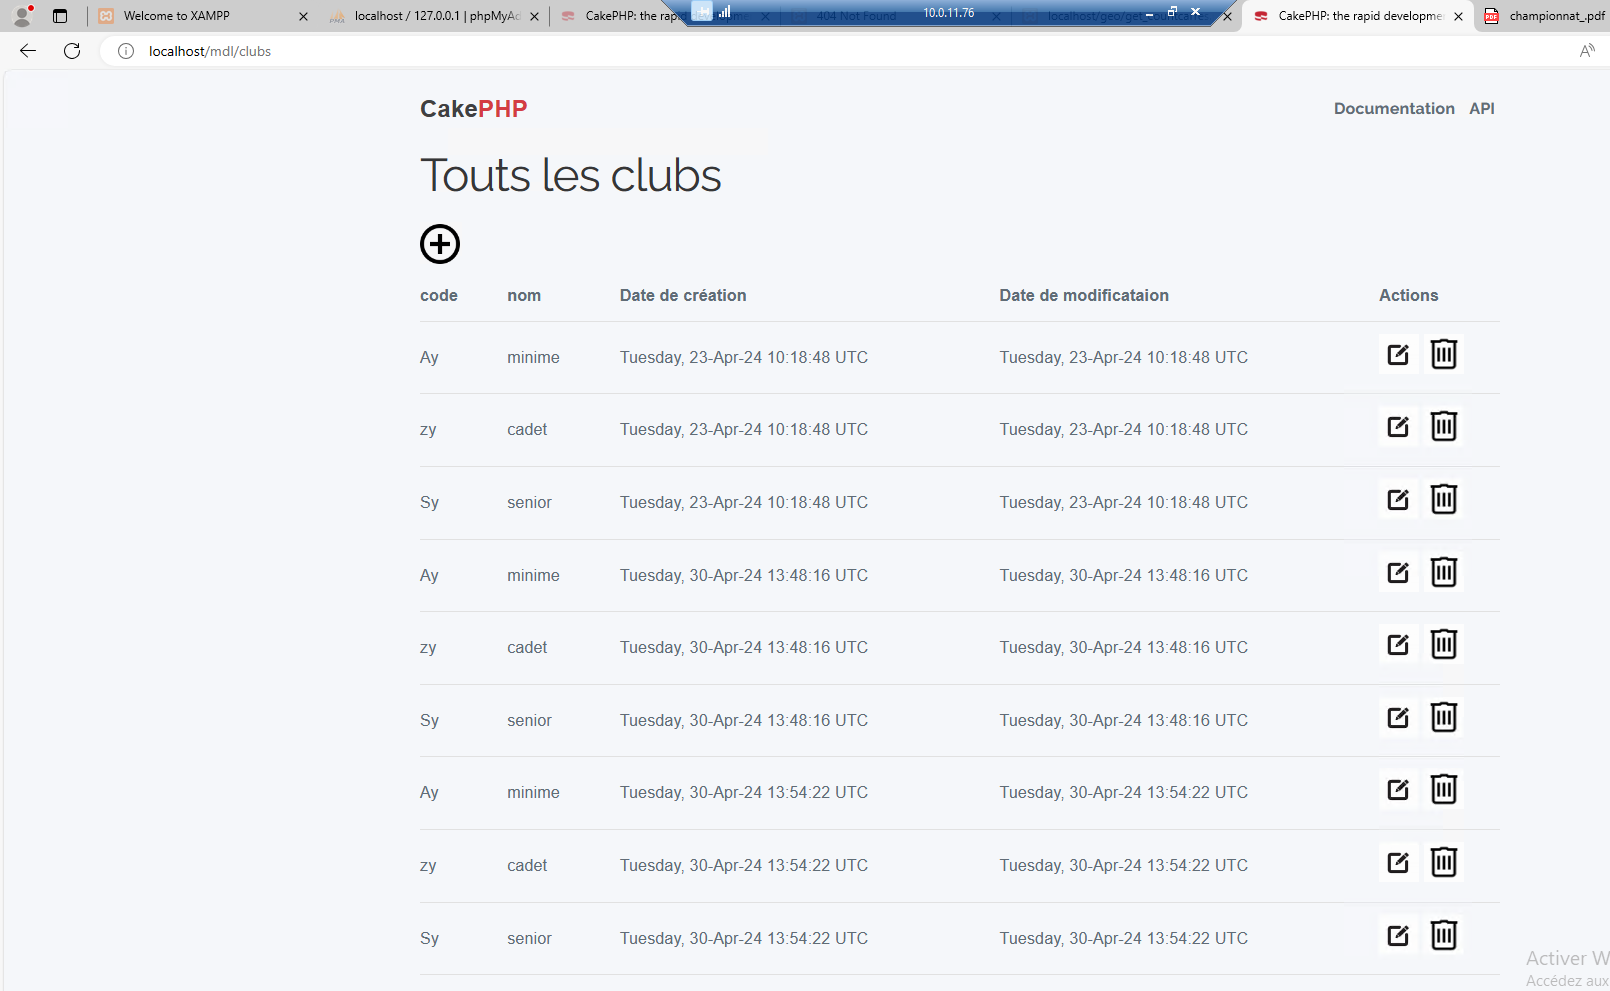 Welcome to XAMPP
localhost / 127.0.0.1 | phpMyAd
CakePHP: the rapid
404 Not Found
10.0.11.76
CakePHP: the rapid developme
championnat_.pdf
localhost/mdl/clubs
CakePHP
Documentation API
Touts les clubs
code nom Date de création Date de modificataion Actions
Ay minime Tuesday, 23-Apr-24 10:18:48 UTC Tuesday, 23-Apr-24 10:18:48 UTC
zy cadet Tuesday, 23-Apr-24 10:18:48 UTC Tuesday, 23-Apr-24 10:18:48 UTC
Sy senior Tuesday, 23-Apr-24 10:18:48 UTC Tuesday, 23-Apr-24 10:18:48 UTC
Ay minime Tuesday, 30-Apr-24 13:48:16 UTC Tuesday, 30-Apr-24 13:48:16 UTC
zy cadet Tuesday, 30-Apr-24 13:48:16 UTC Tuesday, 30-Apr-24 13:48:16 UTC
Sy senior Tuesday, 30-Apr-24 13:48:16 UTC Tuesday, 30-Apr-24 13:48:16 UTC
Ay minime Tuesday, 30-Apr-24 13:54:22 UTC Tuesday, 30-Apr-24 13:54:22 UTC
zy cadet Tuesday, 30-Apr-24 13:54:22 UTC Tuesday, 30-Apr-24 13:54:22 UTC
Sy senior Tuesday, 30-Apr-24 13:54:22 UTC Tuesday, 30-Apr-24 13:54:22 UTC
Activer W
Accédez aux